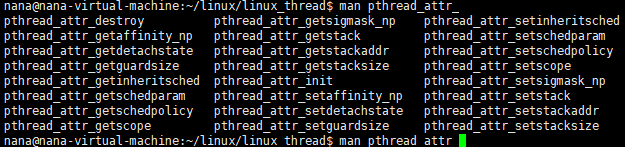 nana@nana-virtual-machine:~/linux/linux_thread$ man pthread_attr_
pthread_attr_destroy pthread_attr_getsigmask_np pthread_attr_setinheritsched
pthread_attr_getaffinity_np pthread_attr_getstack pthread_attr_setschedparam
pthread_attr_getdetachstate pthread_attr_getstackaddr pthread_attr_setschedpolicy
pthread_attr_getguardsize pthread_attr_getstacksize pthread_attr_setscope
pthread_attr_getinheritsched pthread_attr_init pthread_attr_setsigmask_np
pthread_attr_getschedparam pthread_attr_setaffinity_np pthread_attr_setstack
pthread_attr_getschedpolicy pthread_attr_setdetachstate pthread_attr_setstackaddr
pthread_attr_getscope pthread_attr_setguardsize pthread_attr_setstacksize
nana@nana-virtual-machine:~/linux/linux_thread$ man pthread_attr_